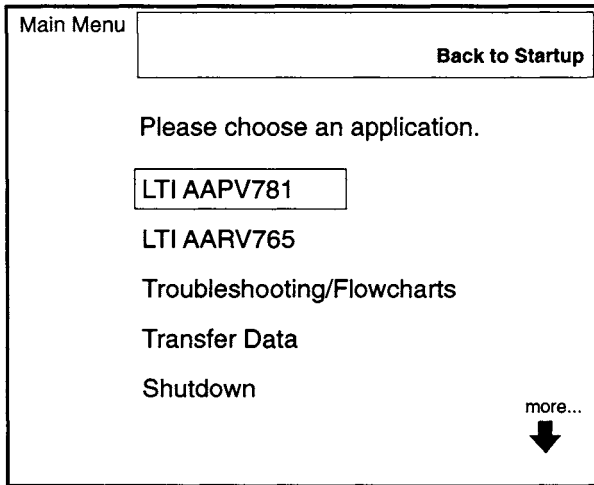 Main Menu
Back to Startup
Please choose an application.
LTI AAPV781
LTI AARV765
Troubleshooting/Flowcharts
Transfer Data
Shutdown
more...